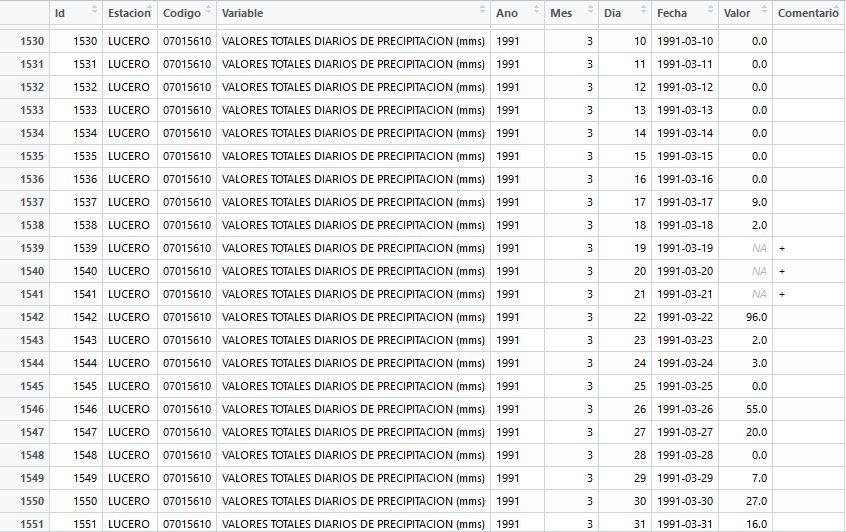 Id Estacion Codigo Variable Ano Mes Dia Fecha Valor Comentario
1530 1530 LUCERO 07015610 VALORES TOTALES DIARIOS DE PRECIPITACION (mms) 1991 3 10 1991-03-10 0.0
1531 1531 LUCERO 07015610 VALORES TOTALES DIARIOS DE PRECIPITACION (mms) 1991 3 11 1991-03-11 0.0
1532 1532 LUCERO 07015610 VALORES TOTALES DIARIOS DE PRECIPITACION (mms) 1991 3 12 1991-03-12 0.0
1533 1533 LUCERO 07015610 VALORES TOTALES DIARIOS DE PRECIPITACION (mms) 1991 3 13 1991-03-13 0.0
1534 1534 LUCERO 07015610 VALORES TOTALES DIARIOS DE PRECIPITACION (mms) 1991 3 14 1991-03-14 0.0
1535 1535 LUCERO 07015610 VALORES TOTALES DIARIOS DE PRECIPITACION (mms) 1991 3 15 1991-03-15 0.0
1536 1536 LUCERO 07015610 VALORES TOTALES DIARIOS DE PRECIPITACION (mms) 1991 3 16 1991-03-16 0.0
1537 1537 LUCERO 07015610 VALORES TOTALES DIARIOS DE PRECIPITACION (mms) 1991 3 17 1991-03-17 9.0
1538 1538 LUCERO 07015610 VALORES TOTALES DIARIOS DE PRECIPITACION (mms) 1991 3 18 1991-03-18 2.0
1539 1539 LUCERO 07015610 VALORES TOTALES DIARIOS DE PRECIPITACION (mms) 1991 3 19 1991-03-19 NA +
1540 1540 LUCERO 07015610 VALORES TOTALES DIARIOS DE PRECIPITACION (mms) 1991 3 20 1991-03-20 NA +
1541 1541 LUCERO 07015610 VALORES TOTALES DIARIOS DE PRECIPITACION (mms) 1991 3 21 1991-03-21 NA +
1542 1542 LUCERO 07015610 VALORES TOTALES DIARIOS DE PRECIPITACION (mms) 1991 3 22 1991-03-22 96.0
1543 1543 LUCERO 07015610 VALORES TOTALES DIARIOS DE PRECIPITACION (mms) 1991 3 23 1991-03-23 2.0
1544 1544 LUCERO 07015610 VALORES TOTALES DIARIOS DE PRECIPITACION (mms) 1991 3 24 1991-03-24 3.0
1545 1545 LUCERO 07015610 VALORES TOTALES DIARIOS DE PRECIPITACION (mms) 1991 3 25 1991-03-25 0.0
1546 1546 LUCERO 07015610 VALORES TOTALES DIARIOS DE PRECIPITACION (mms) 1991 3 26 1991-03-26 55.0
1547 1547 LUCERO 07015610 VALORES TOTALES DIARIOS DE PRECIPITACION (mms) 1991 3 27 1991-03-27 20.0
1548 1548 LUCERO 07015610 VALORES TOTALES DIARIOS DE PRECIPITACION (mms) 1991 3 28 1991-03-28 0.0
1549 1549 LUCERO 07015610 VALORES TOTALES DIARIOS DE PRECIPITACION (mms) 1991 3 29 1991-03-29 7.0
1550 1550 LUCERO 07015610 VALORES TOTALES DIARIOS DE PRECIPITACION (mms) 1991 3 30 1991-03-30 27.0
1551 1551 LUCERO 07015610 VALORES TOTALES DIARIOS DE PRECIPITACION (mms) 1991 3 31 1991-03-31 16.0